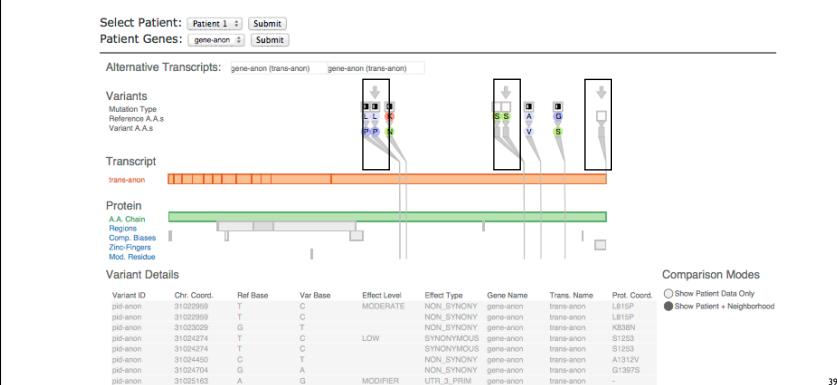 Select Patient: Patient 1 Submit
Patient Genes: gene-anon Submit
Alternative Transcripts: gene-anon (trans-anon) gene-anon (trans-anon)
Variants
Mutation Type
Reference A.A.s L L K S S A G
Variant A.A.s P P N V S
Transcript
trans-anon
Protein
A.A. Chain
Regions
Comp. Biases
Zinc-Fingers
Mod. Residue
Variant Details
Comparison Modes
Show Patient Data Only
Show Patient + Neighborhood
Variant ID Chr. Coord. Ref Base Var Base Effect Level Effect Type Gene Name Trans. Name Prot. Coord.
pid-anon 31022959 T C MODERATE NON_SYNONY gene-anon trans-anon L815P
pid-anon 31022959 T C NON_SYNONY gene-anon trans-anon L815P
pid-anon 31023029 G T NON_SYNONY gene-anon trans-anon K838N
pid-anon 31024274 T C LOW SYNONYMOUS gene-anon trans-anon S1253
pid-anon 31024274 T C SYNONYMOUS gene-anon trans-anon S1253
pid-anon 31024450 C T NON_SYNONY gene-anon trans-anon A1312V
pid-anon 31024704 G A NON_SYNONY gene-anon trans-anon G1397S
pid-anon 31025163 A G MODIFIER UTR_3_PRIM gene-anon trans-anon -
39